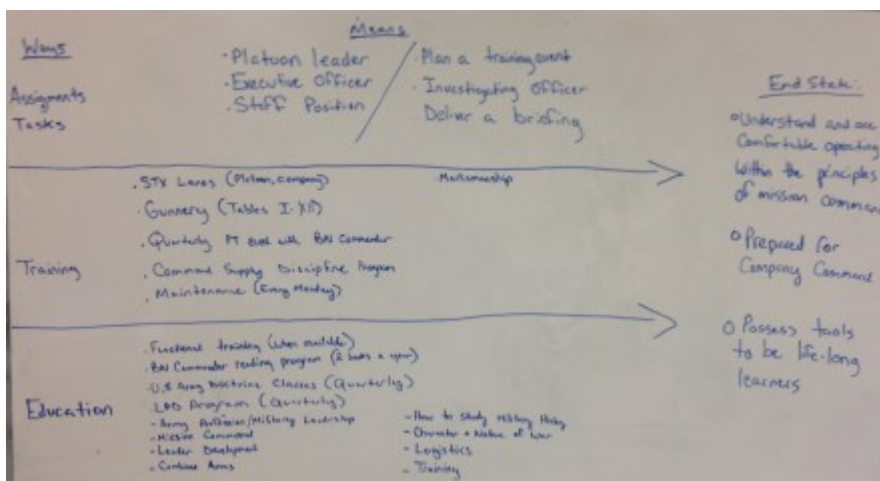 Ways
Means
Assigments
Tasks
· Platoon leader
· Executive Officer
· Staff Position
· Plan a training event
· Investigating Officer
Deliver a briefing
Training
· STX Lanes (Platoon, Company)
· Gunnery (Tables I-XII)
· Quarterly PT Event with BN Commander
· Command Supply Discipline Program
· Maintenance (Every Monday)
· Marksmanship
Education
· Functional training (when available)
· BN Commander reading program (2 books a year)
· U.S Army Doctrine Classes (Quarterly)
· LPD Program (Quarterly)
- Army Profession/Military Leadership
- Mission Command
- Leader Development
- Combine Arms
- How to Study Military History
- Character + Nature of War
- Logistics
- Training
End State:
o Understand and are
Comfortable operating
Within the principles
of mission command
o Prepared for
Company Command
o Possess tools
to be life-long
learners